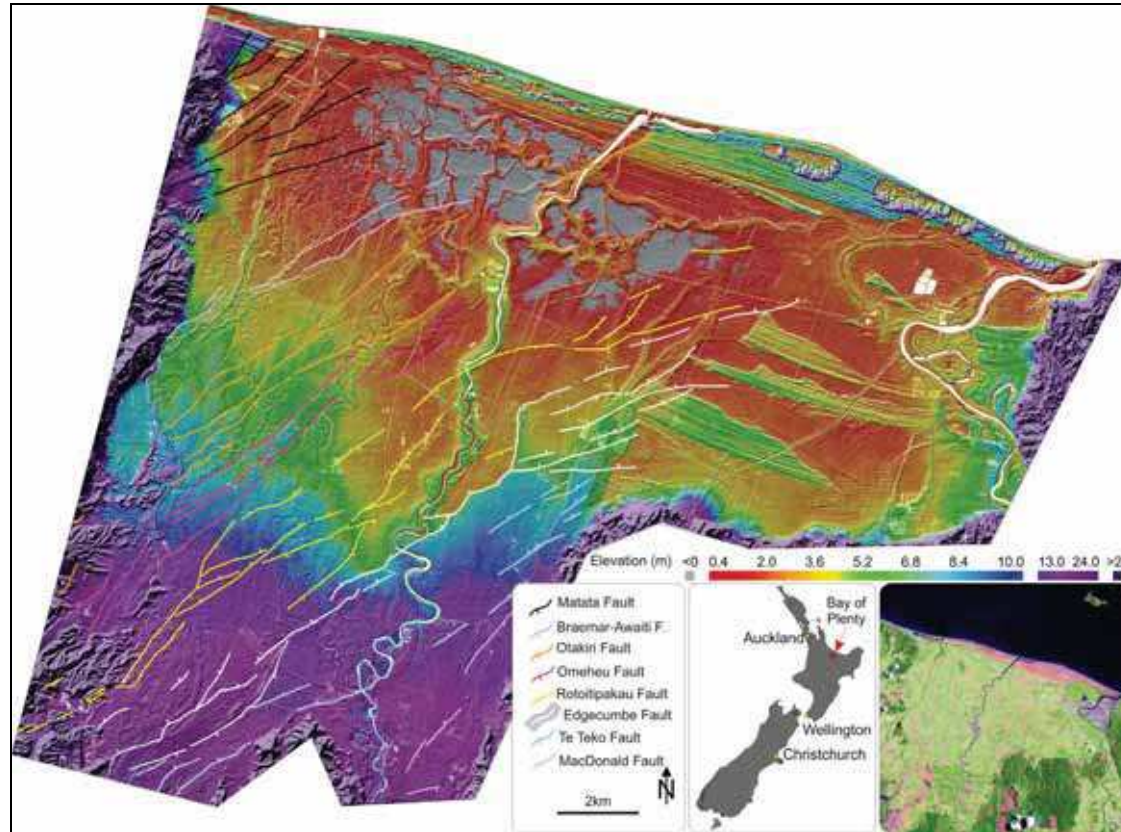 Elevation (m) <0 0.4 2.0 3.6 5.2 6.8 8.4 10.0 13.0 24.0 >2
Matata Fault
Braemar-Awaiti F.
Otakiri Fault
Omeheu Fault
Rotoitipakau Fault
Edgecumbe Fault
Te Teko Fault
MacDonald Fault
N
2km
Bay of
Plenty
Auckland
Wellington
Christchurch